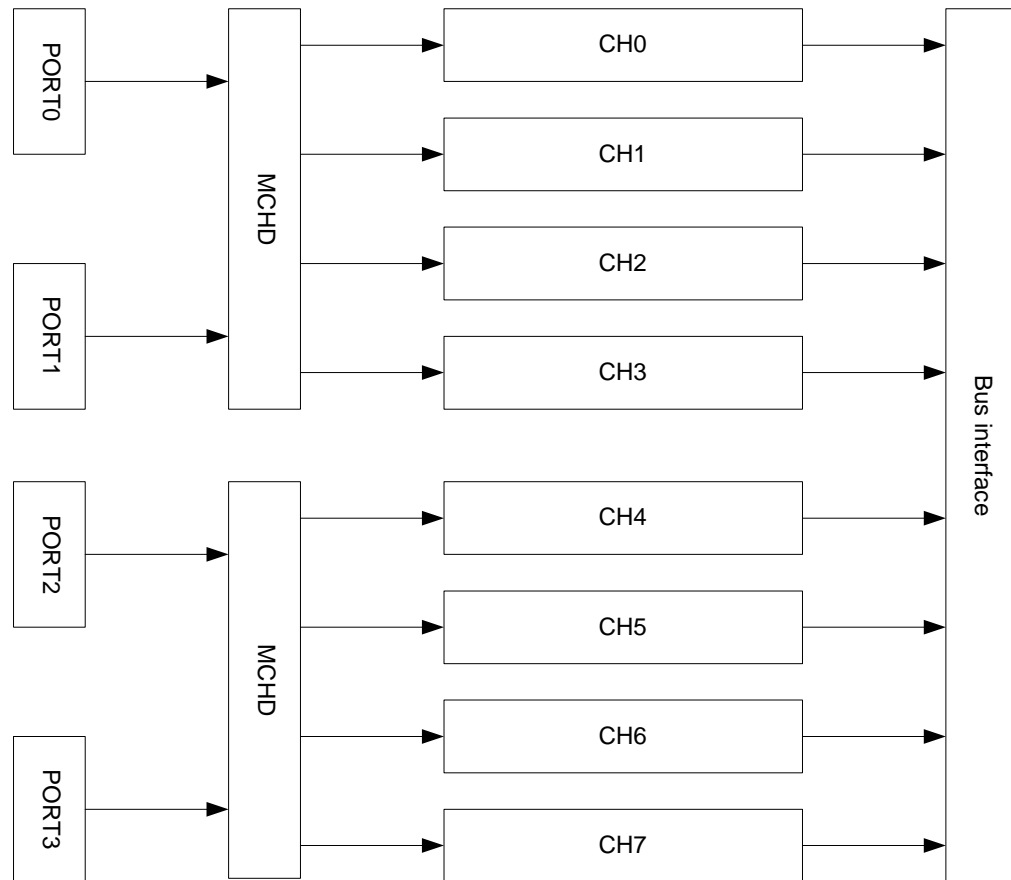 PORT0
PORT1
MCHD
CH0
CH1
CH2
CH3
PORT2
PORT3
MCHD
CH4
CH5
CH6
CH7
Bus interface